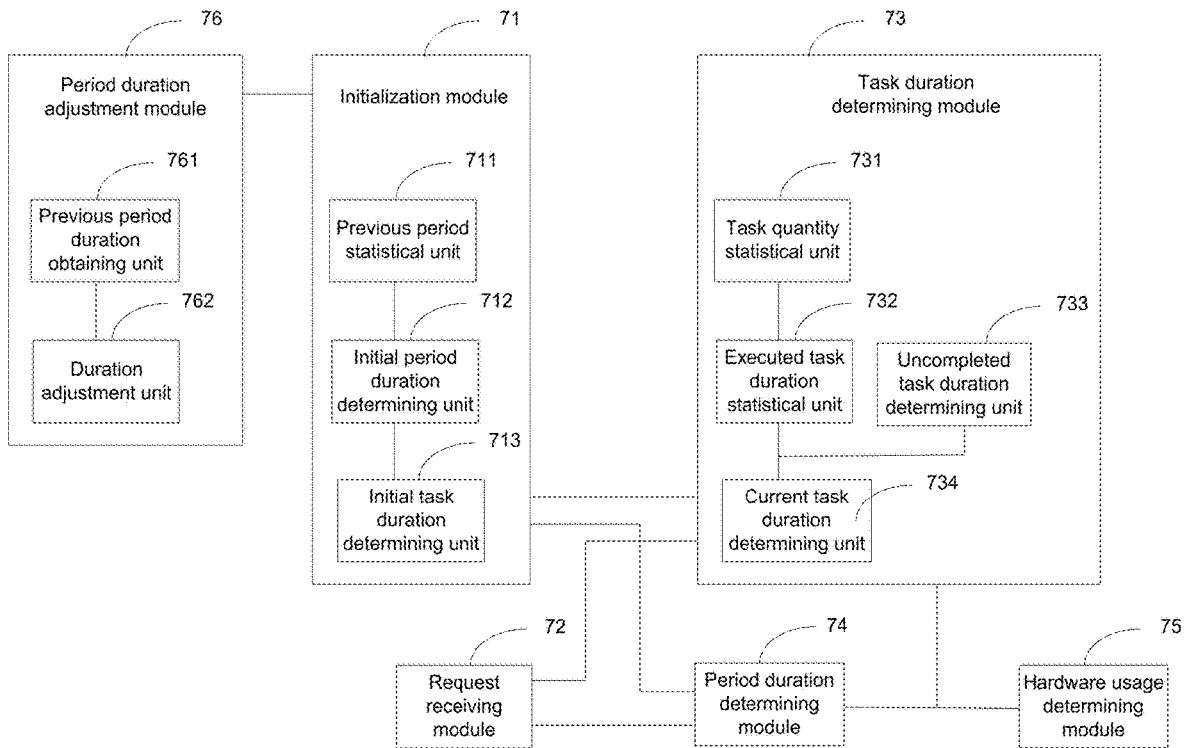 76
71
73
Period duration
adjustment module
Initialization module
Task duration
determining module
761
Previous period
duration
obtaining unit
762
Duration
adjustment unit
711
Previous period
statistical unit
712
Initial period
duration
determining unit
713
Initial task
duration
determining unit
731
Task quantity
statistical unit
732
Executed task
duration
statistical unit
733
Uncompleted
task duration
determining unit
734
Current task
duration
determining unit
72
Request
receiving
module
74
Period duration
determining
module
75
Hardware usage
determining
module